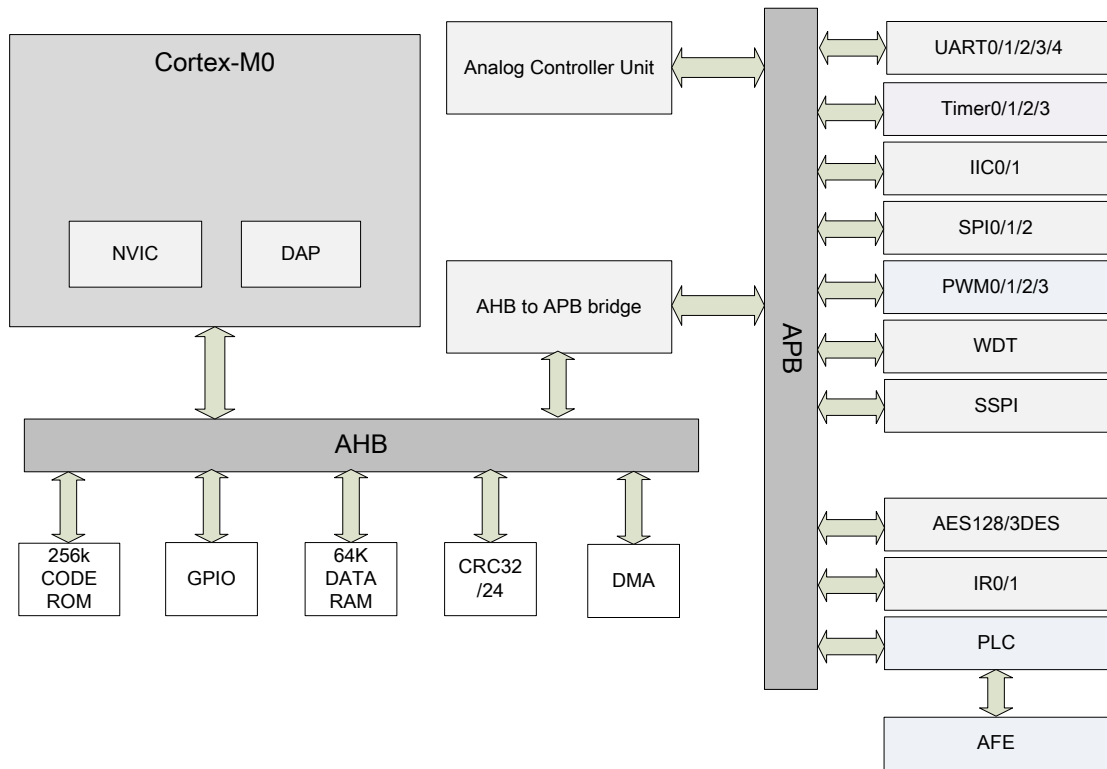 Cortex-M0
NVIC
DAP
Analog Controller Unit
AHB to APB bridge
AHB
256k
CODE
ROM
GPIO
64K
DATA
RAM
CRC32
/24
DMA
APB
UART0/1/2/3/4
Timer0/1/2/3
IIC0/1
SPI0/1/2
PWM0/1/2/3
WDT
SSPI
AES128/3DES
IR0/1
PLC
AFE